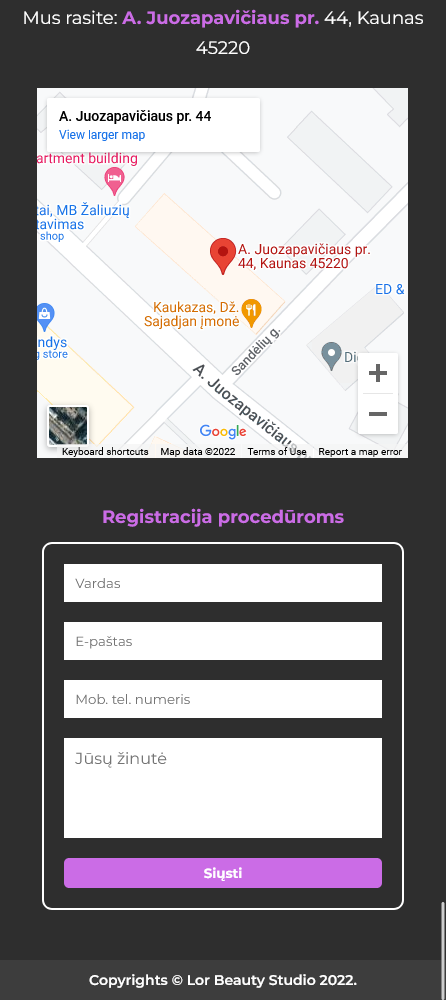 Mus rasite: A. Juozapavičiaus pr. 44, Kaunas
45220
A. Juozapavičiaus pr. 44
View larger map
artment building
tai, MB Žaliuzių
tavimas
shop
A. Juozapavičiaus pr.
44, Kaunas 45220
ED &
Kaukazas, Dž.
Sajadjan įmonė
ndys
g store
Sandėlių g.
Di
A. Juozapavičiaus
Google
Keyboard shortcuts
Map data ©2022
Terms of Use
Report a map error
Registracija procedūroms
Vardas
E-paštas
Mob. tel. numeris
Jūsų žinutė
Siųsti
Copyrights © Lor Beauty Studio 2022.